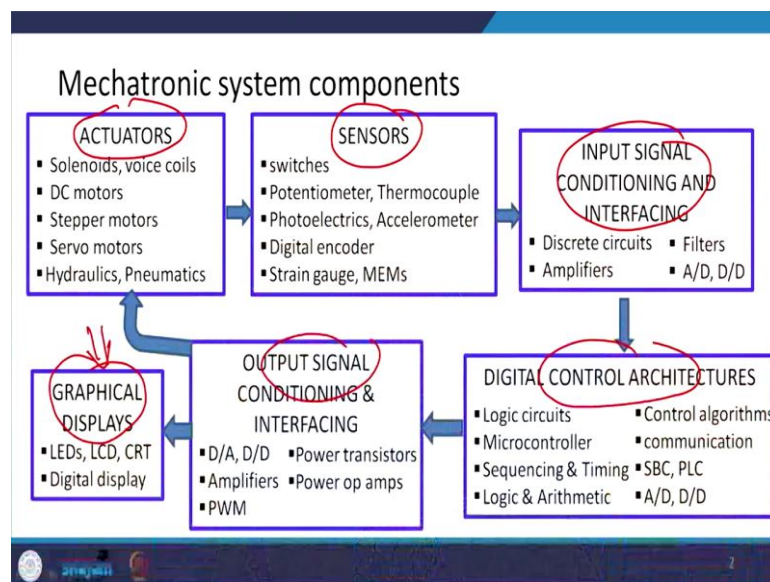 Mechatronic system components
ACTUATORS
▪ Solenoids, voice coils
▪ DC motors
▪ Stepper motors
▪ Servo motors
▪ Hydraulics, Pneumatics
SENSORS
▪ switches
▪ Potentiometer, Thermocouple
▪ Photoelectrics, Accelerometer
▪ Digital encoder
▪ Strain gauge, MEMs
INPUT SIGNAL
CONDITIONING AND
INTERFACING
▪ Discrete circuits ▪ Filters
▪ Amplifiers ▪ A/D, D/D
GRAPHICAL
DISPLAYS
▪ LEDs, LCD, CRT
▪ Digital display
OUTPUT SIGNAL
CONDITIONING &
INTERFACING
▪ D/A, D/D ▪ Power transistors
▪ Amplifiers ▪ Power op amps
▪ PWM
DIGITAL CONTROL ARCHITECTURES
▪ Logic circuits ▪ Control algorithms
▪ Microcontroller ▪ communication
▪ Sequencing & Timing ▪ SBC, PLC
▪ Logic & Arithmetic ▪ A/D, D/D
2